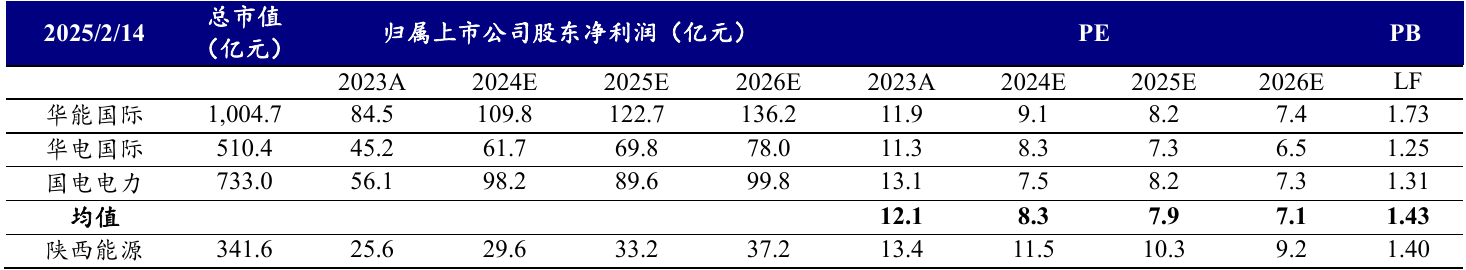 2025/2/14 总市值（亿元） 归属上市公司股东净利润（亿元） PE PB
2023A 2024E 2025E 2026E 2023A 2024E 2025E 2026E LF
华能国际 1,004.7 84.5 109.8 122.7 136.2 11.9 9.1 8.2 7.4 1.73
华电国际 510.4 45.2 61.7 69.8 78.0 11.3 8.3 7.3 6.5 1.25
国电电力 733.0 56.1 98.2 89.6 99.8 13.1 7.5 8.2 7.3 1.31
均值 12.1 8.3 7.9 7.1 1.43
陕西能源 341.6 25.6 29.6 33.2 37.2 13.4 11.5 10.3 9.2 1.40